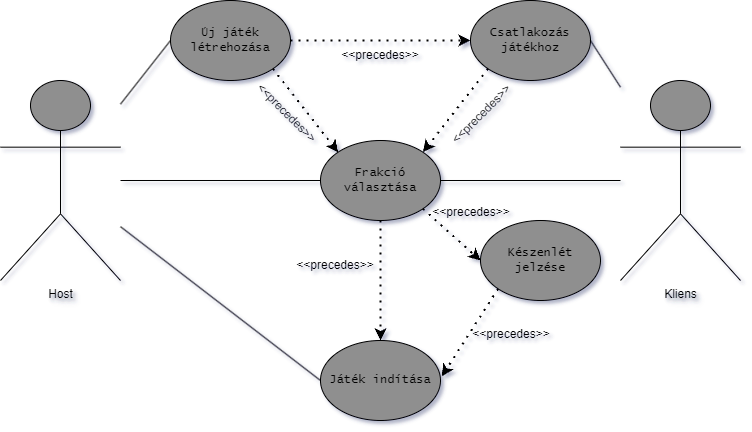 Új játék
létrehozása
Csatlakozás
játékhoz
<<precedes>>
<<precedes>>
<<precedes>>
Frakció
választása
<<precedes>>
Készenlét
jelzése
<<precedes>>
Host
Kliens
<<precedes>>
Játék indítása